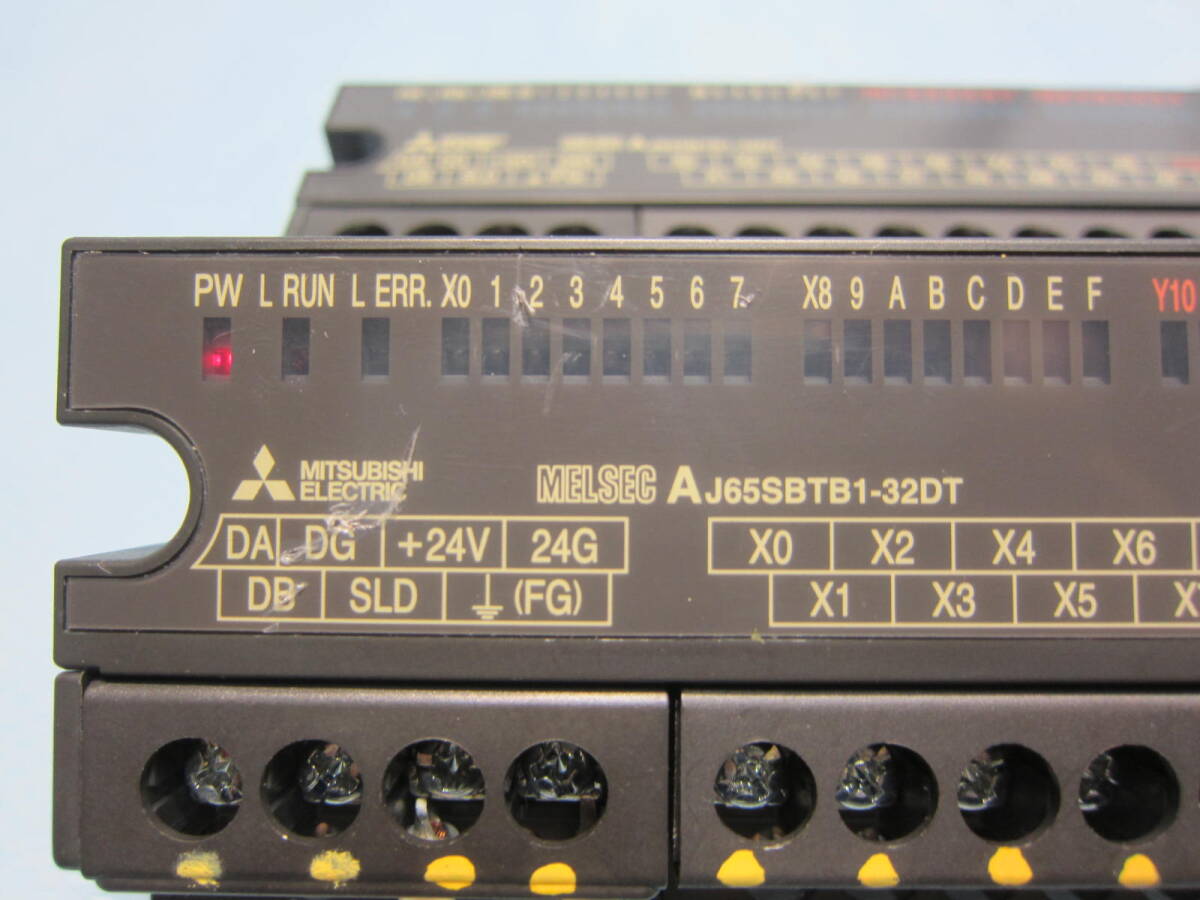 PW L RUN L ERR. X0 1 2 3 4 5 6 7 X8 9 A B C D E F Y10
MITSUBISHI
ELECTRIC
MELSEC AJ65SBTB1-32DT
DA DG +24V 24G X0 X2 X4 X6
DB SLD (FG) X1 X3 X5 X